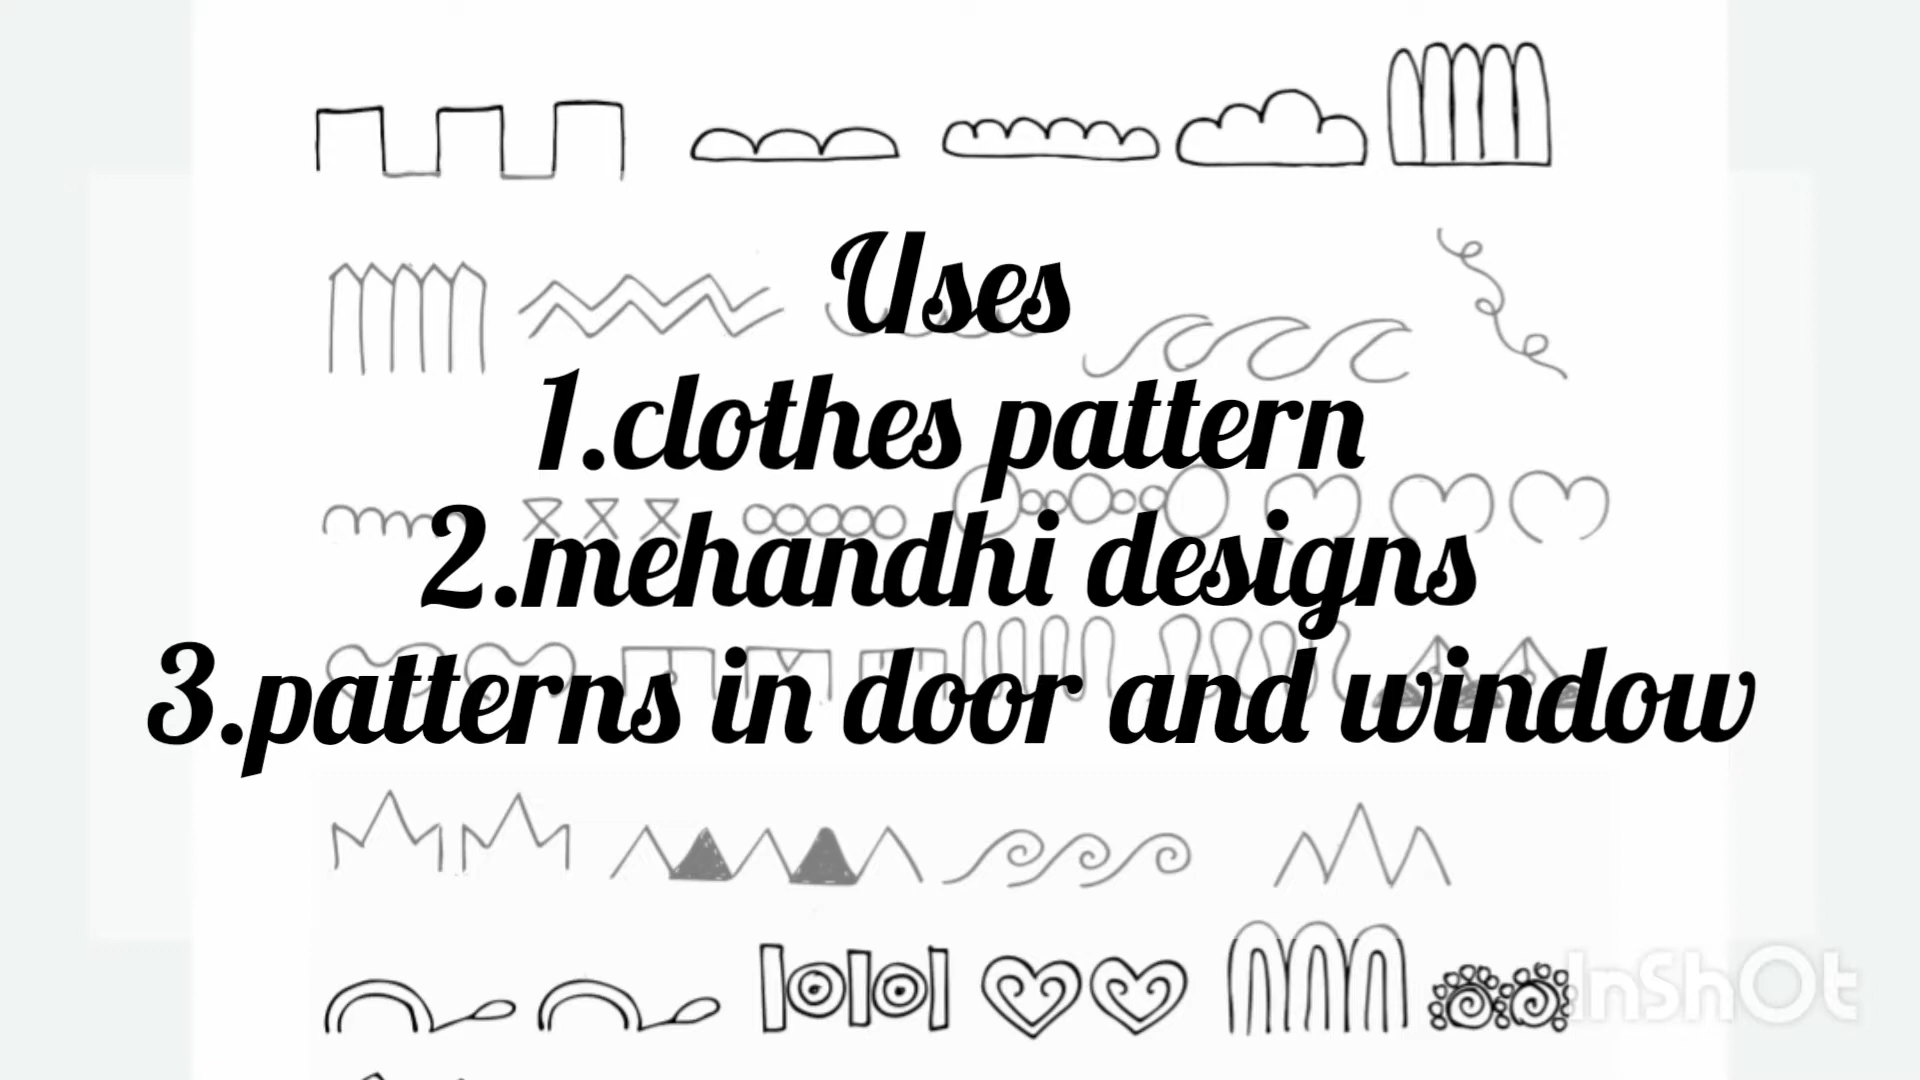 Uses
1.clothes pattern
2.mehandhi designs
3.patterns in door and window
InShOt